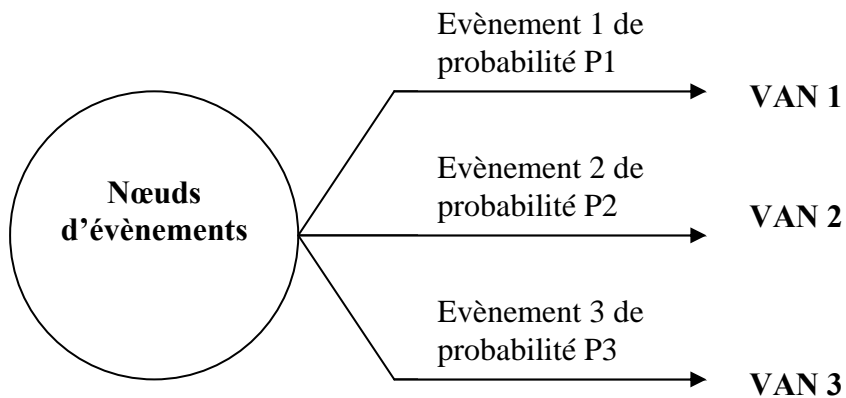 Evènement 1 de
probabilité P1
VAN 1
Nœuds
d’évènements
Evènement 2 de
probabilité P2
VAN 2
Evènement 3 de
probabilité P3
VAN 3